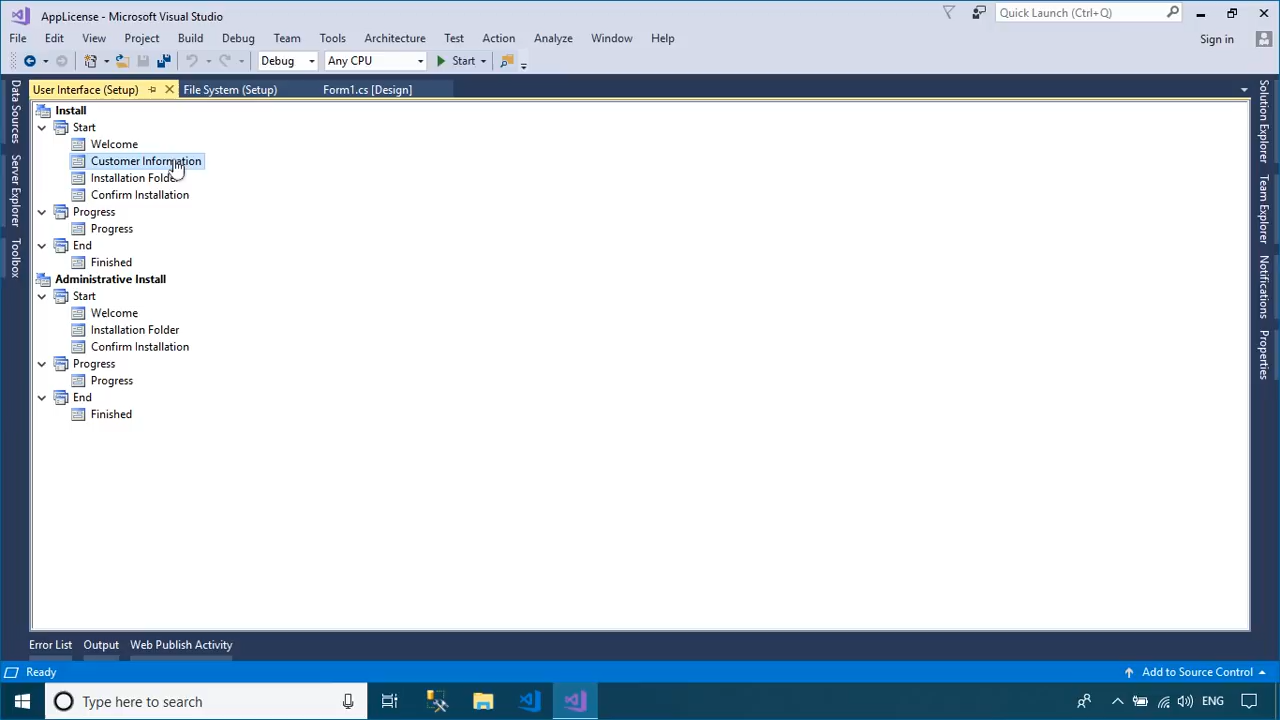 AppLicense - Microsoft Visual Studio
Quick Launch (Ctrl+Q)
File Edit View Project Build Debug Team Tools Architecture Test Action Analyze Window Help
Sign in
Debug Any CPU Start
User Interface (Setup) File System (Setup) Form1.cs [Design]
Install
Start
Welcome
Customer Information
Installation Folder
Confirm Installation
Progress
Progress
End
Finished
Administrative Install
Start
Welcome
Installation Folder
Confirm Installation
Progress
Progress
End
Finished
Data Sources
Server Explorer
Toolbox
Solution Explorer
Team Explorer
Notifications
Properties
Error List Output Web Publish Activity
Ready
Add to Source Control
Type here to search
ENG